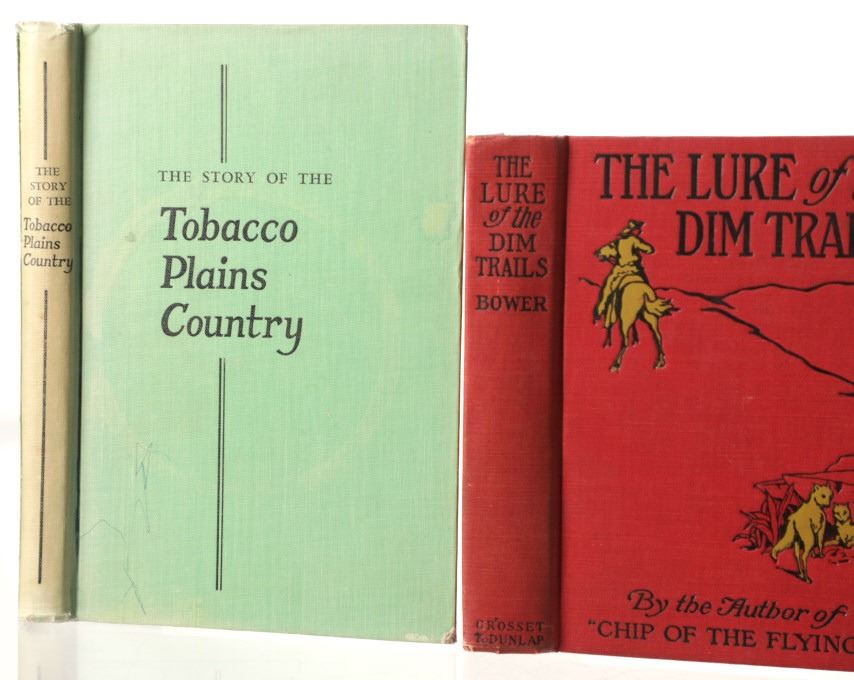 THE
STORY
OF THE
Tobacco
Plains
Country
THE STORY OF THE
Tobacco
Plains
Country
THE
LURE
of the
DIM
TRAILS
BOWER
GROSSET
& DUNLAP
THE LURE of
DIM TRAI
By the Author of
"CHIP OF THE FLYING